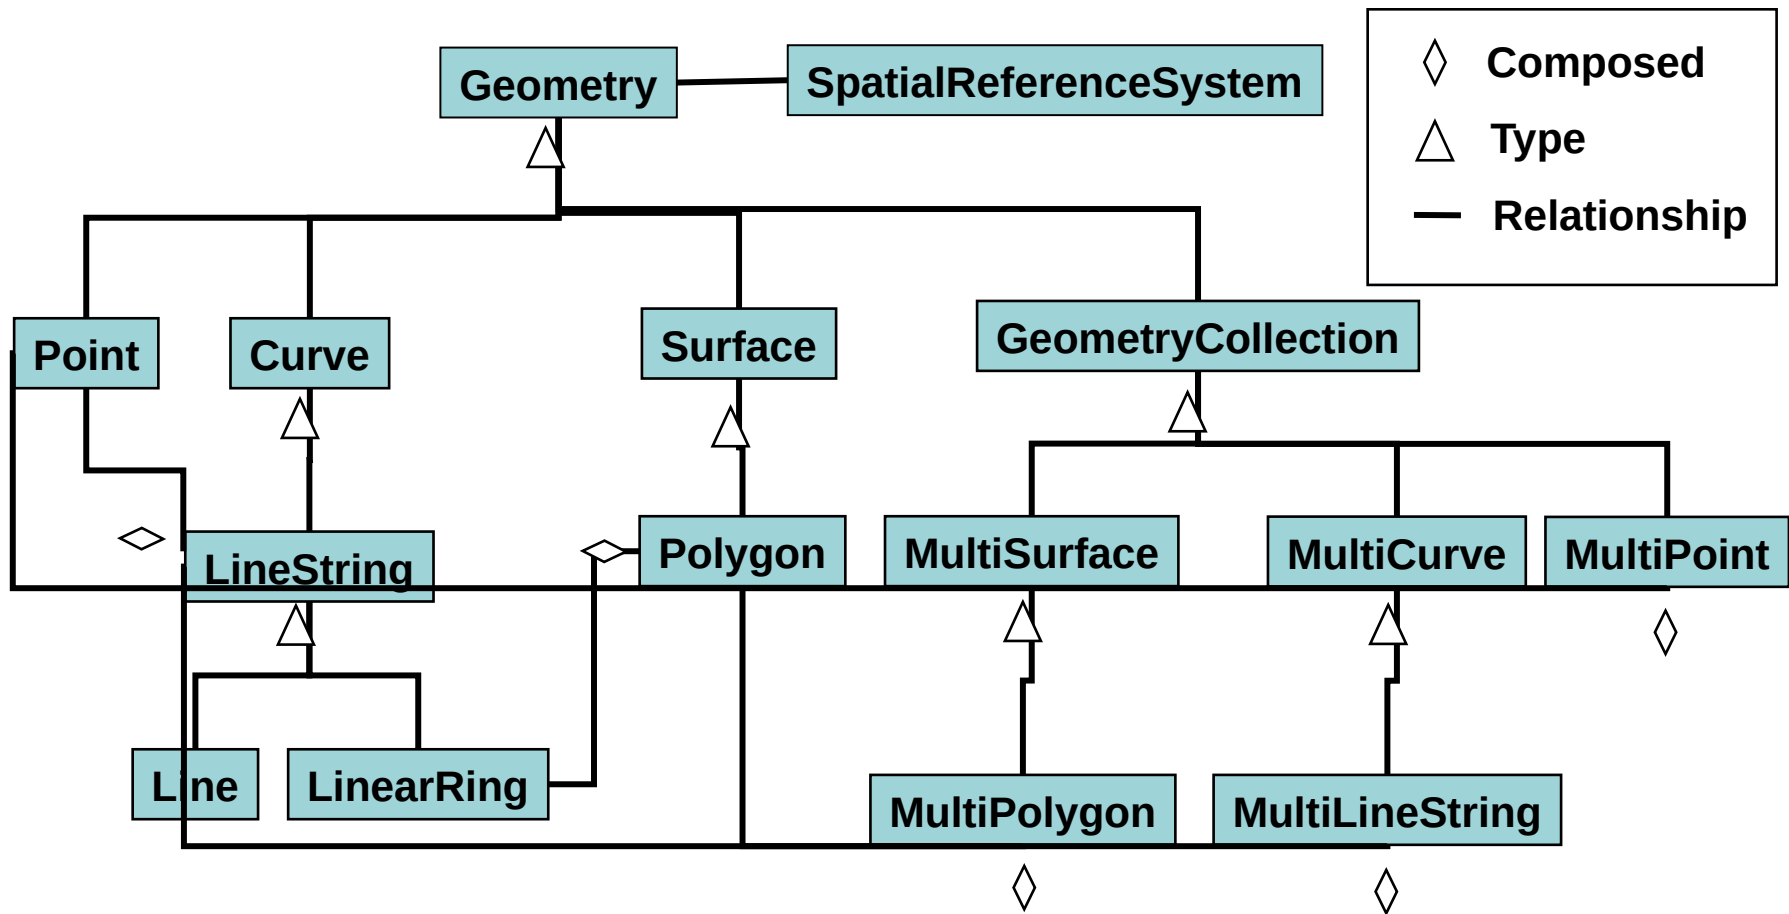 Geometry
SpatialReferenceSystem
Composed
Type
Relationship
Point
Curve
Surface
GeometryCollection
LineString
Polygon
MultiSurface
MultiCurve
MultiPoint
Line
LinearRing
MultiPolygon
MultiLineString